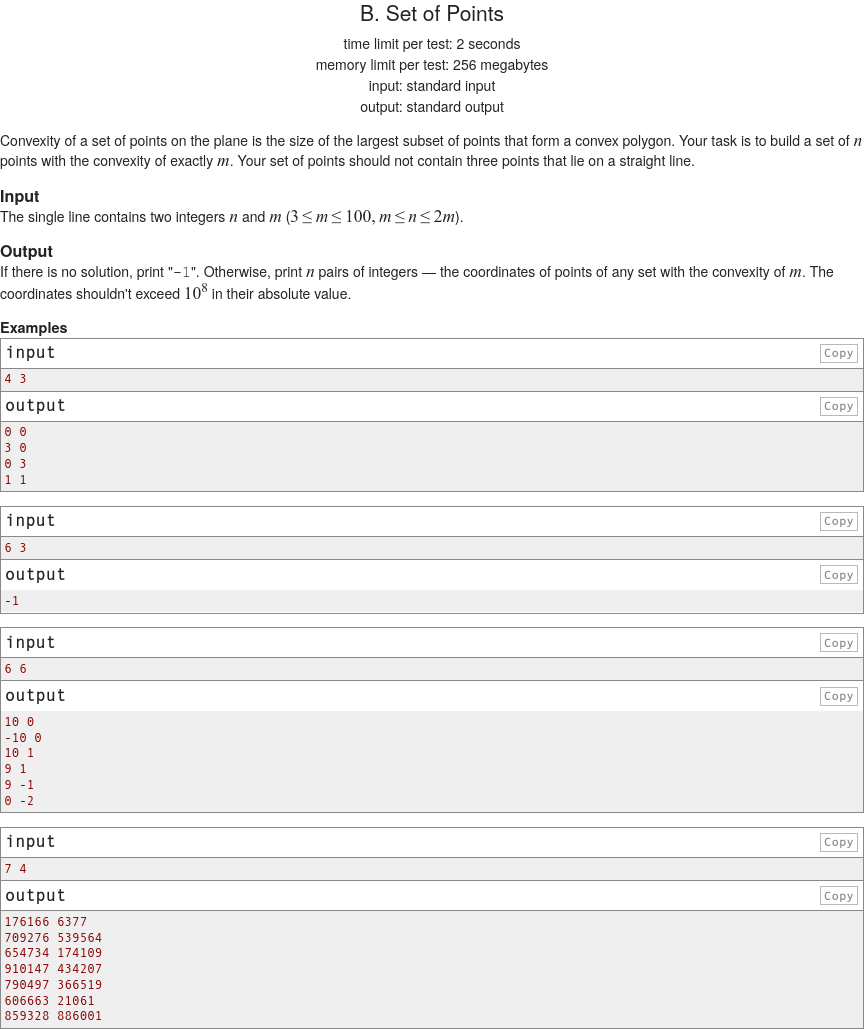 B. Set of Points
time limit per test: 2 seconds
memory limit per test: 256 megabytes
input: standard input
output: standard output
Convexity of a set of points on the plane is the size of the largest subset of points that form a convex polygon. Your task is to build a set of n
points with the convexity of exactly m. Your set of points should not contain three points that lie on a straight line.
Input
The single line contains two integers n and m (3 ≤ m ≤ 100, m ≤ n ≤ 2m).
Output
If there is no solution, print "-1". Otherwise, print n pairs of integers — the coordinates of points of any set with the convexity of m. The
coordinates shouldn't exceed 10^8 in their absolute value.
Examples
input
Copy
4 3
output
Copy
0 0
3 0
0 3
1 1
input
Copy
6 3
output
Copy
-1
input
Copy
6 6
output
Copy
10 0
-10 0
10 1
9 1
9 -1
0 -2
input
Copy
7 4
output
Copy
176166 6377
709276 539564
654734 174109
910147 434207
790497 366519
606663 21061
859328 886001